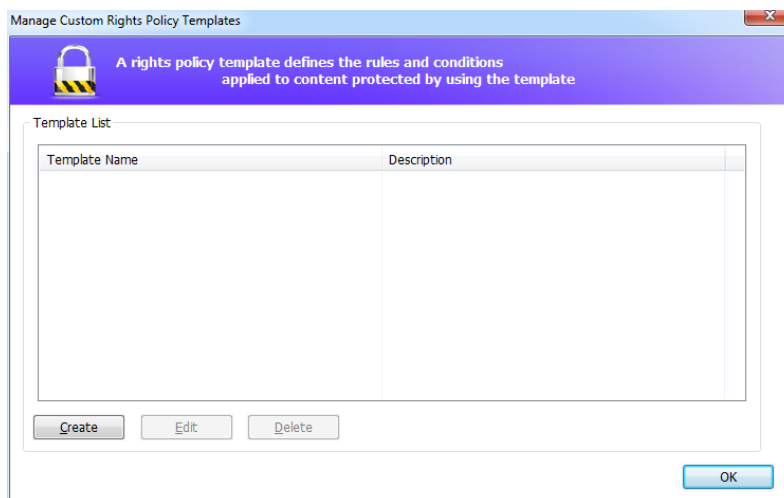 Manage Custom Rights Policy Templates
A rights policy template defines the rules and conditions
applied to content protected by using the template
Template List
Template Name Description
Create Edit Delete
OK